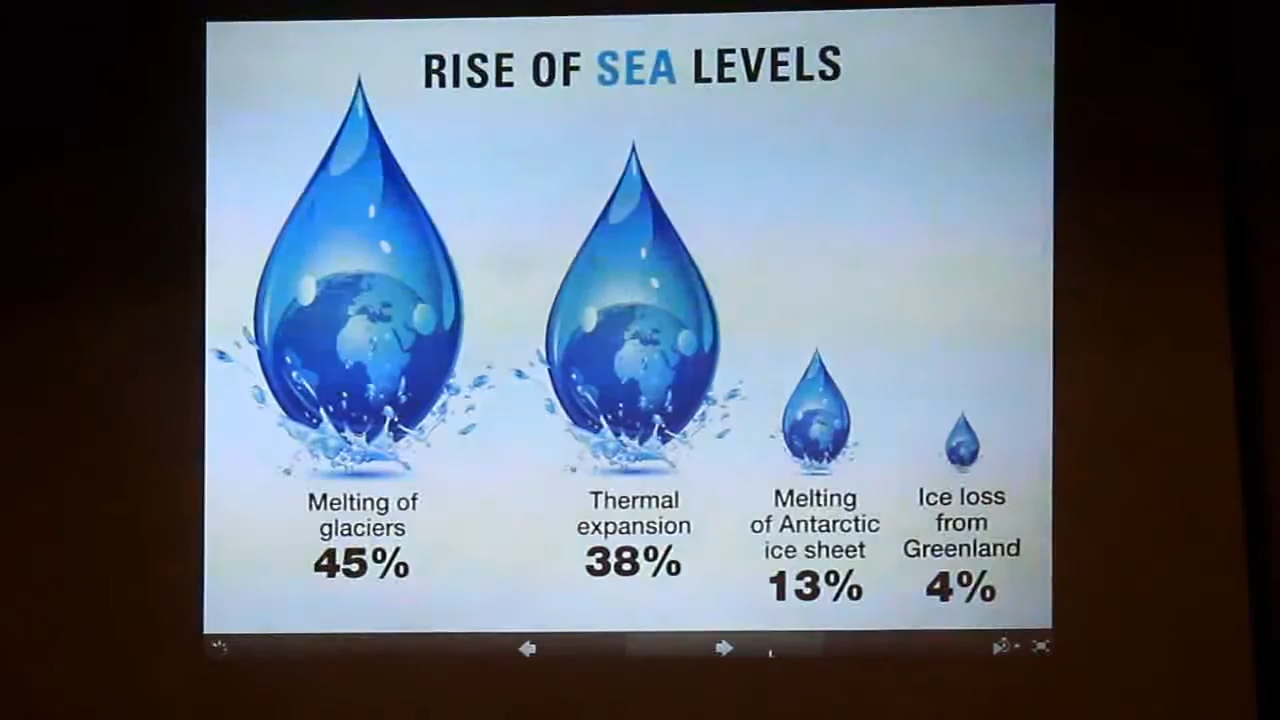 RISE OF SEA LEVELS
Melting of
glaciers
45%
Thermal
expansion
38%
Melting
of Antarctic
ice sheet
13%
Ice loss
from
Greenland
4%